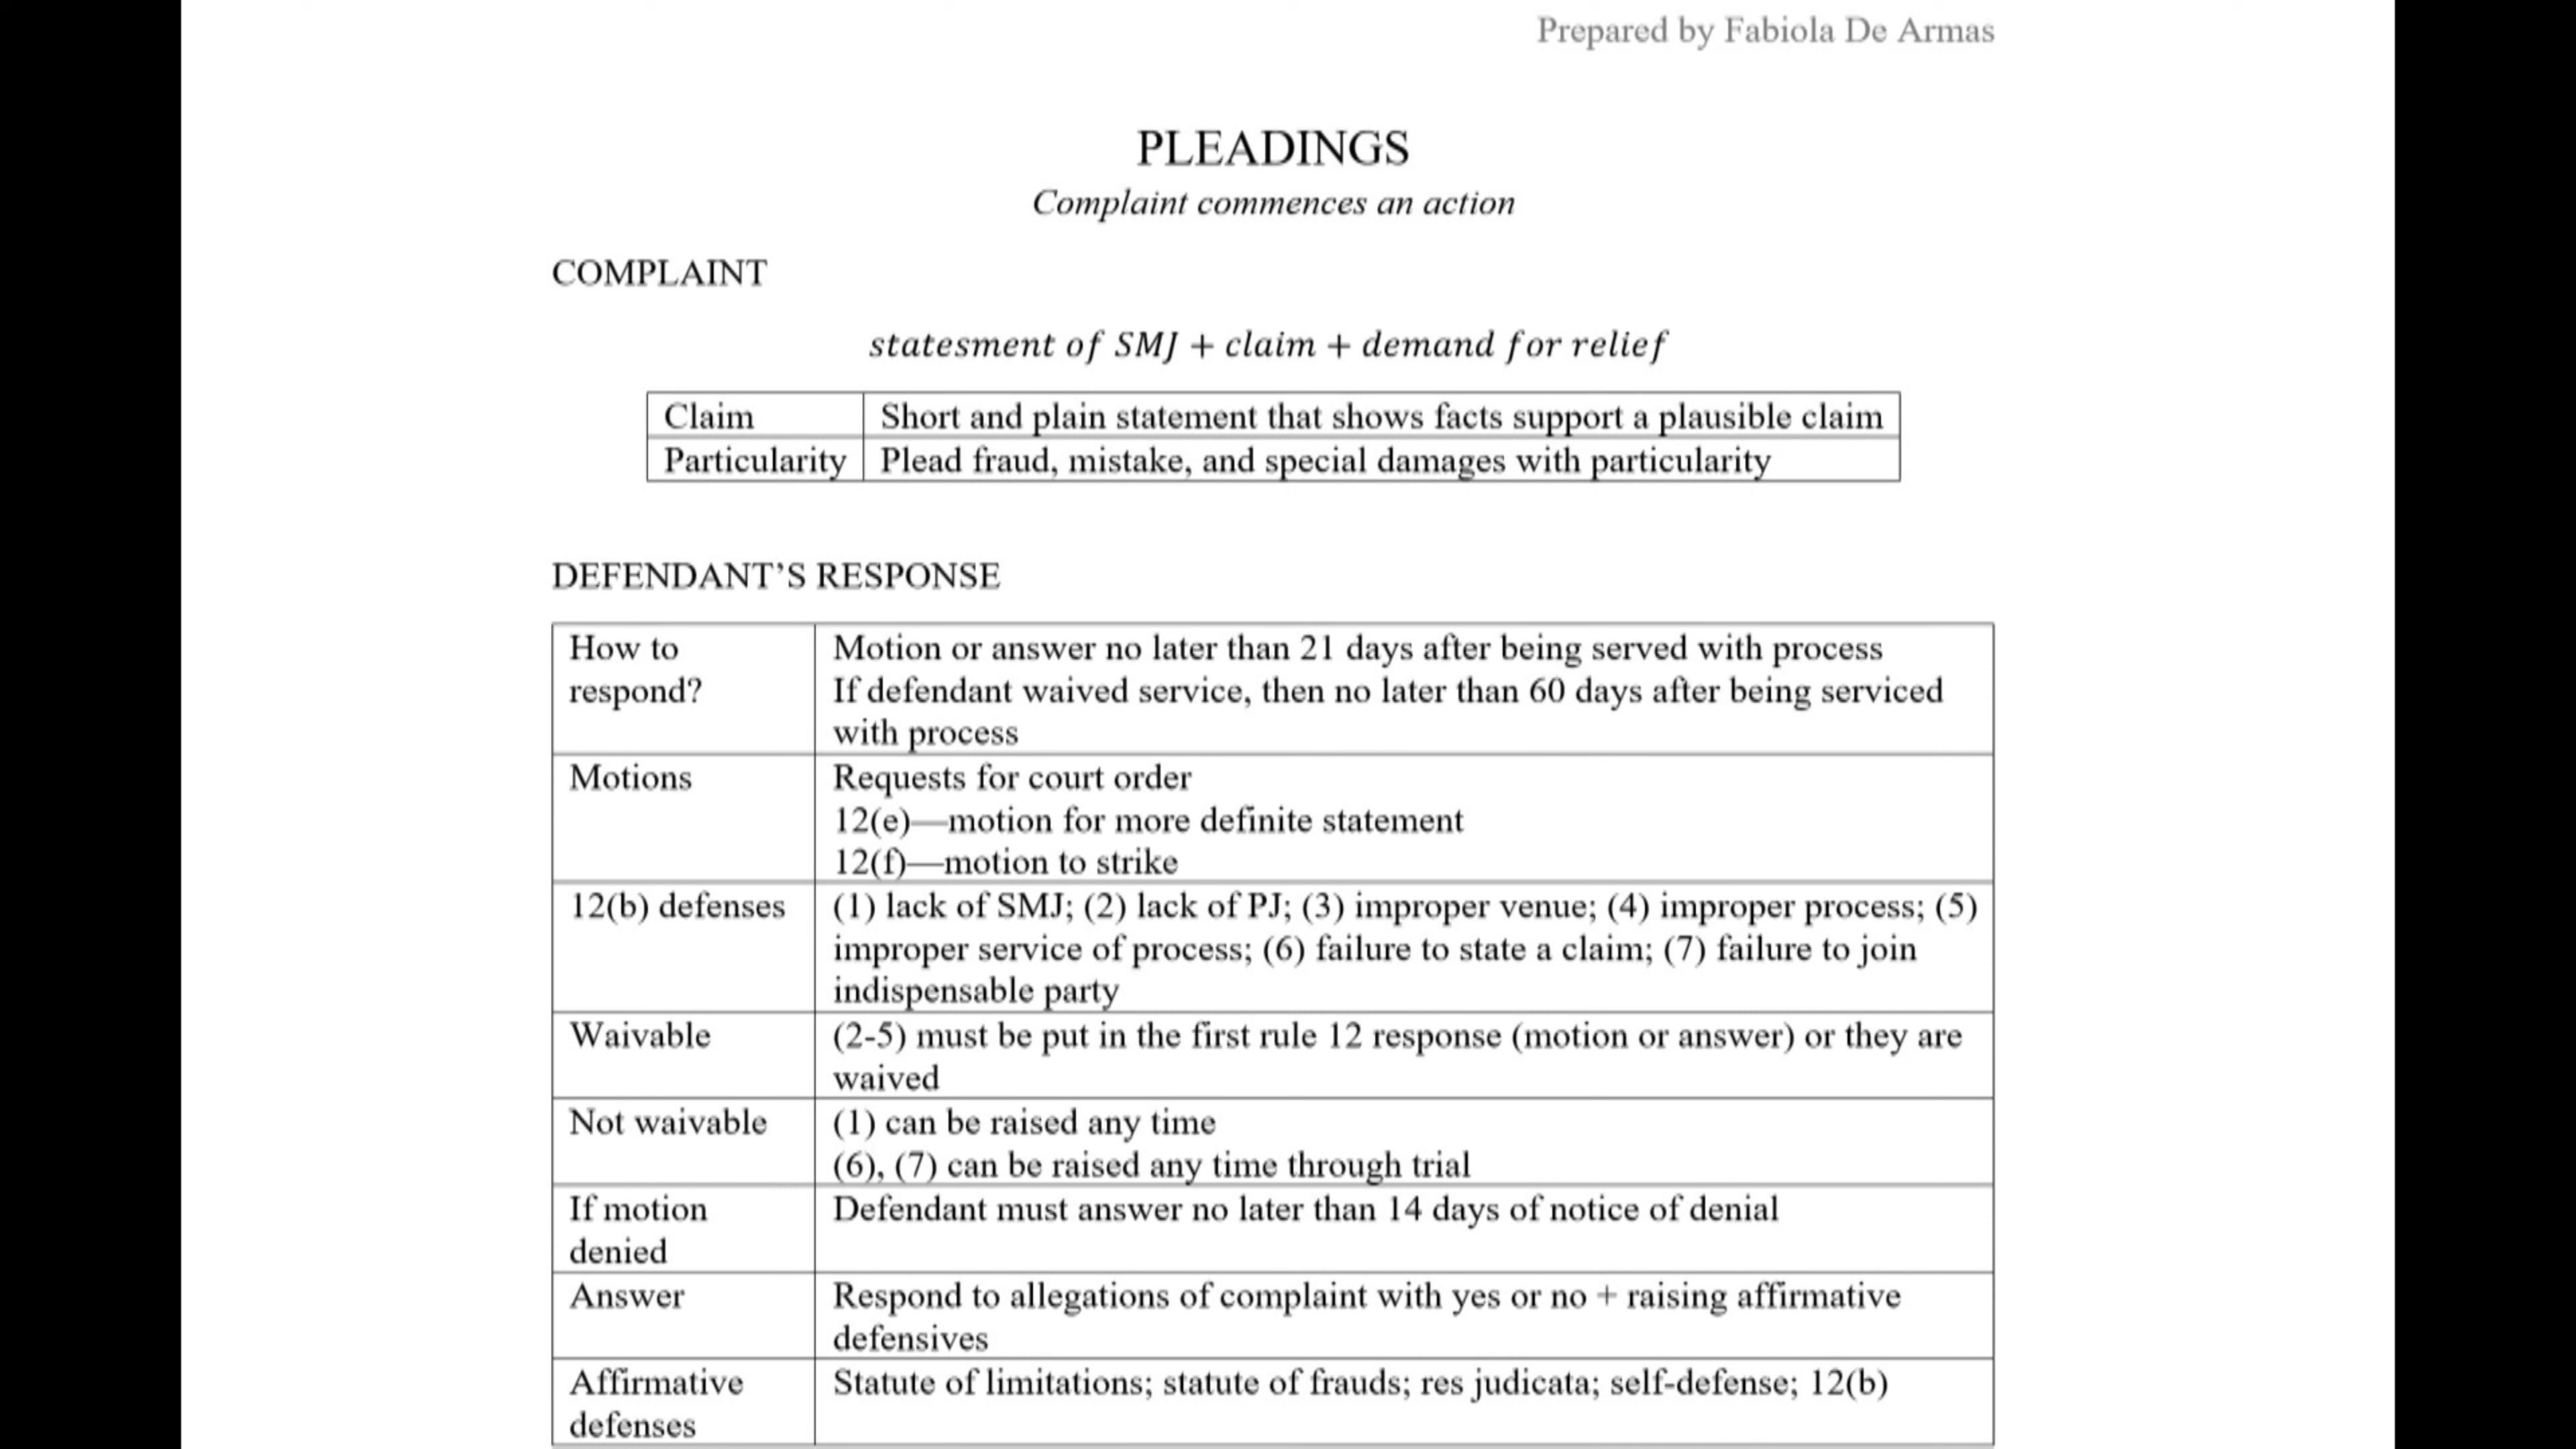 Prepared by Fabiola De Armas
PLEADINGS
Complaint commences an action
COMPLAINT
statesment of SMJ + claim + demand for relief
Claim Short and plain statement that shows facts support a plausible claim
Particularity Plead fraud, mistake, and special damages with particularity
DEFENDANT’S RESPONSE
How to respond?
Motion or answer no later than 21 days after being served with process
If defendant waived service, then no later than 60 days after being serviced
with process
Motions
Requests for court order
12(e)—motion for more definite statement
12(f)—motion to strike
12(b) defenses
(1) lack of SMJ; (2) lack of PJ; (3) improper venue; (4) improper process; (5)
improper service of process; (6) failure to state a claim; (7) failure to join
indispensable party
Waivable
(2-5) must be put in the first rule 12 response (motion or answer) or they are
waived
Not waivable
(1) can be raised any time
(6), (7) can be raised any time through trial
If motion
denied
Defendant must answer no later than 14 days of notice of denial
Answer
Respond to allegations of complaint with yes or no + raising affirmative
defensives
Affirmative
defenses
Statute of limitations; statute of frauds; res judicata; self-defense; 12(b)